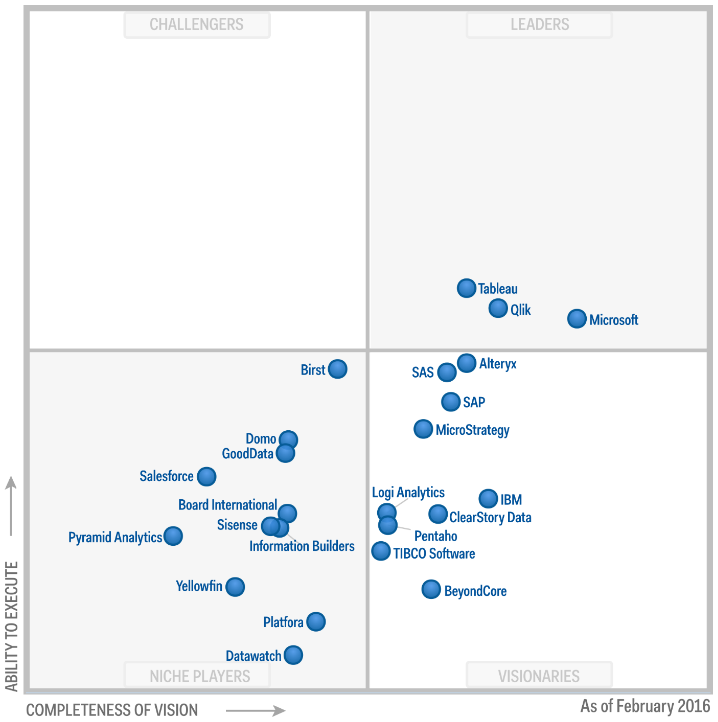 CHALLENGERS
LEADERS
Tableau
Qlik
Microsoft
Birst
SAS
Alteryx
SAP
MicroStrategy
Domo
GoodData
Salesforce
Logi Analytics
IBM
Board International
ClearStory Data
Sisense
Pentaho
Pyramid Analytics
Information Builders
TIBCO Software
Yellowfin
BeyondCore
Platfora
Datawatch
NICHE PLAYERS
VISIONARIES
ABILITY TO EXECUTE
COMPLETENESS OF VISION
As of February 2016